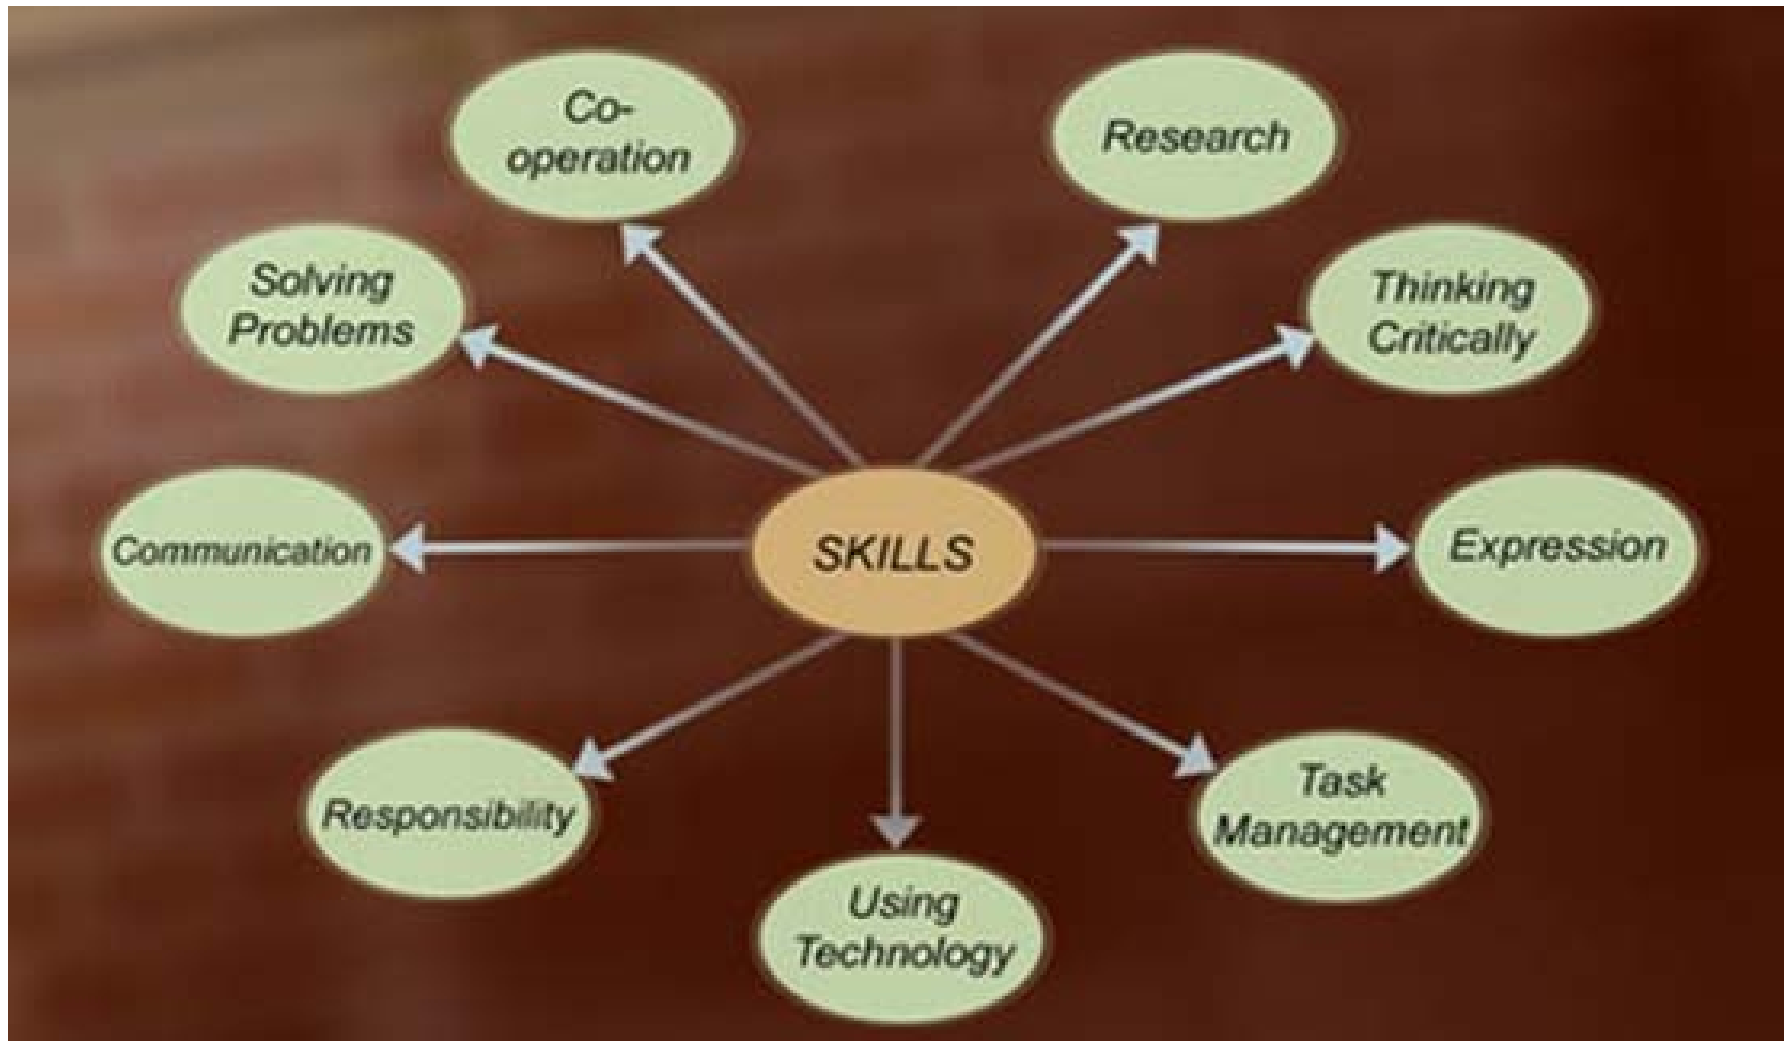 Co-
operation
Research
Solving
Problems
Thinking
Critically
Communication
SKILLS
Expression
Responsibility
Task
Management
Using
Technology